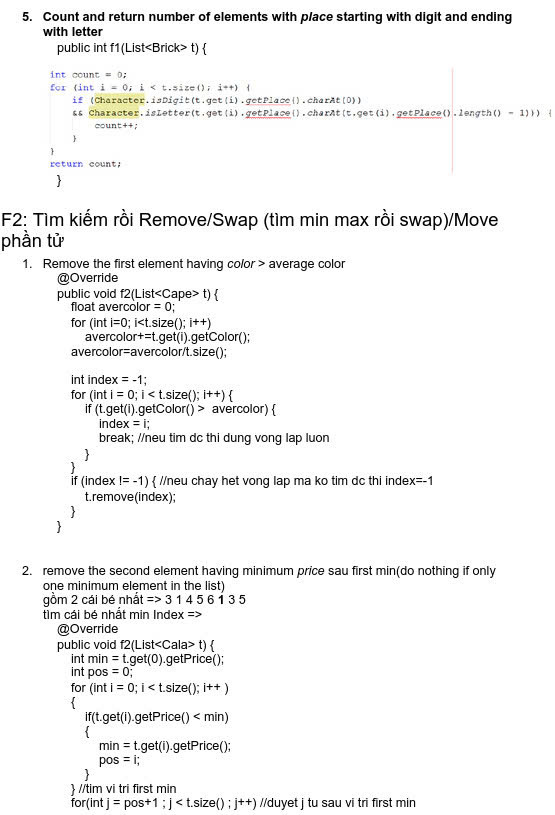 5. Count and return number of elements with place starting with digit and ending
with letter
public int f1(List<Brick> t) {
int count = 0;
for (int i = 0; i < t.size(); i++) {
if (Character.isDigit(t.get(i).getPlace().charAt(0))
&& Character.isLetter(t.get(i).getPlace().charAt(t.get(i).getPlace().length() - 1))) {
count++;
}
}
return count;
}
F2: Tìm kiếm rồi Remove/Swap (tìm min max rồi swap)/Move
phần tử
1. Remove the first element having color > average color
@Override
public void f2(List<Cape> t) {
float avercolor = 0;
for (int i=0; i<t.size(); i++)
avercolor+=t.get(i).getColor();
avercolor=avercolor/t.size();
int index = -1;
for (int i = 0; i < t.size(); i++) {
if (t.get(i).getColor() > avercolor) {
index = i;
break; //neu tim dc thi dung vong lap luon
}
}
if (index != -1) { //neu chay het vong lap ma ko tim dc thi index=-1
t.remove(index);
}
}
2. remove the second element having minimum price sau first min(do nothing if only
one minimum element in the list)
gồm 2 cái bé nhất => 3 1 4 5 6 1 3 5
tìm cái bé nhất min Index =>
@Override
public void f2(List<Cala> t) {
int min = t.get(0).getPrice();
int pos = 0;
for (int i = 0; i < t.size(); i++ )
{
if(t.get(i).getPrice() < min)
{
min = t.get(i).getPrice();
pos = i;
}
} //tim vi tri first min
for(int j = pos+1 ; j < t.size() ; j++) //duyet j tu sau vi tri first min